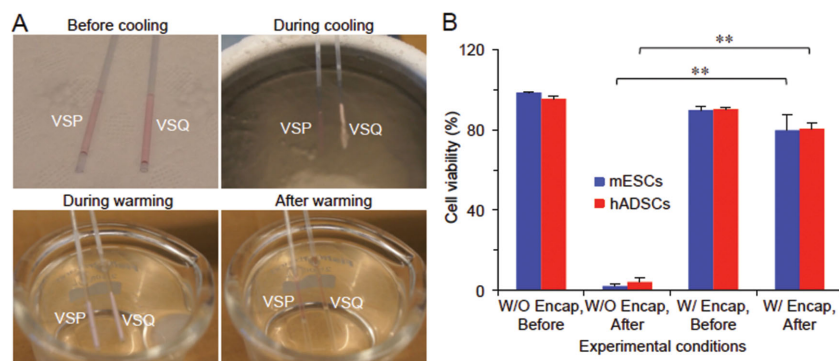 A
Before cooling
During cooling
VSP
VSQ
VSP
VSQ
During warming
After warming
VSP
VSQ
VSP
VSQ
B
120
80
40
0
Cell viability (%)
**
**
mESCs
hADSCs
W/O Encap,
Before
W/O Encap,
After
W/ Encap,
Before
W/ Encap,
After
Experimental conditions